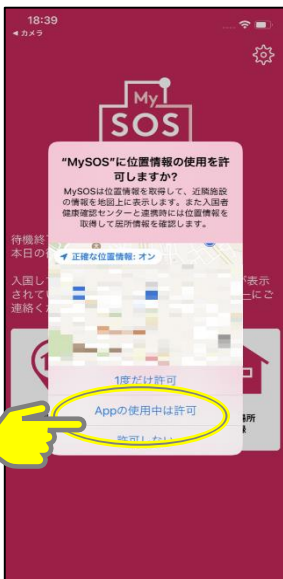 18:39
◀ カメラ
My
SOS
"MySOS"に位置情報の使用を許
可しますか？
MySOSは位置情報を取得して、近隣施設
の情報を地図上に表示します。また入国者
健康確認センターと連携時には位置情報を
取得して居所情報を確認します。
待機終
本日の
正確な位置情報: オン
入国し
表示
されて
にご
連絡く
1度だけ許可
Appの使用中は許可
許可しない
場所
録